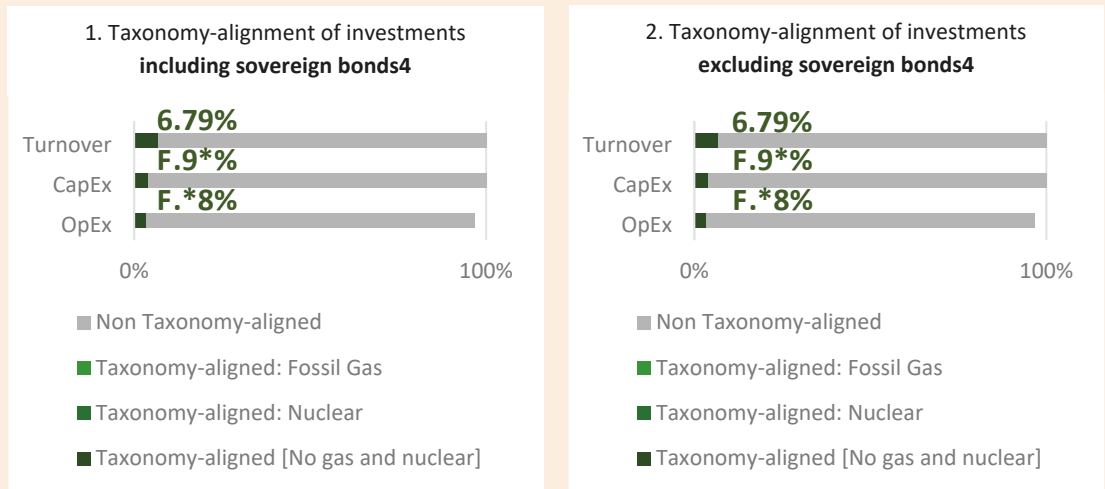 1. Taxonomy-alignment of investments
including sovereign bonds4
6.79%
Turnover
F.9*%
CapEx
F.*8%
OpEx
0% 100%
Non Taxonomy-aligned
Taxonomy-aligned: Fossil Gas
Taxonomy-aligned: Nuclear
Taxonomy-aligned [No gas and nuclear]
2. Taxonomy-alignment of investments
excluding sovereign bonds4
6.79%
Turnover
F.9*%
CapEx
F.*8%
OpEx
0% 100%
Non Taxonomy-aligned
Taxonomy-aligned: Fossil Gas
Taxonomy-aligned: Nuclear
Taxonomy-aligned [No gas and nuclear]